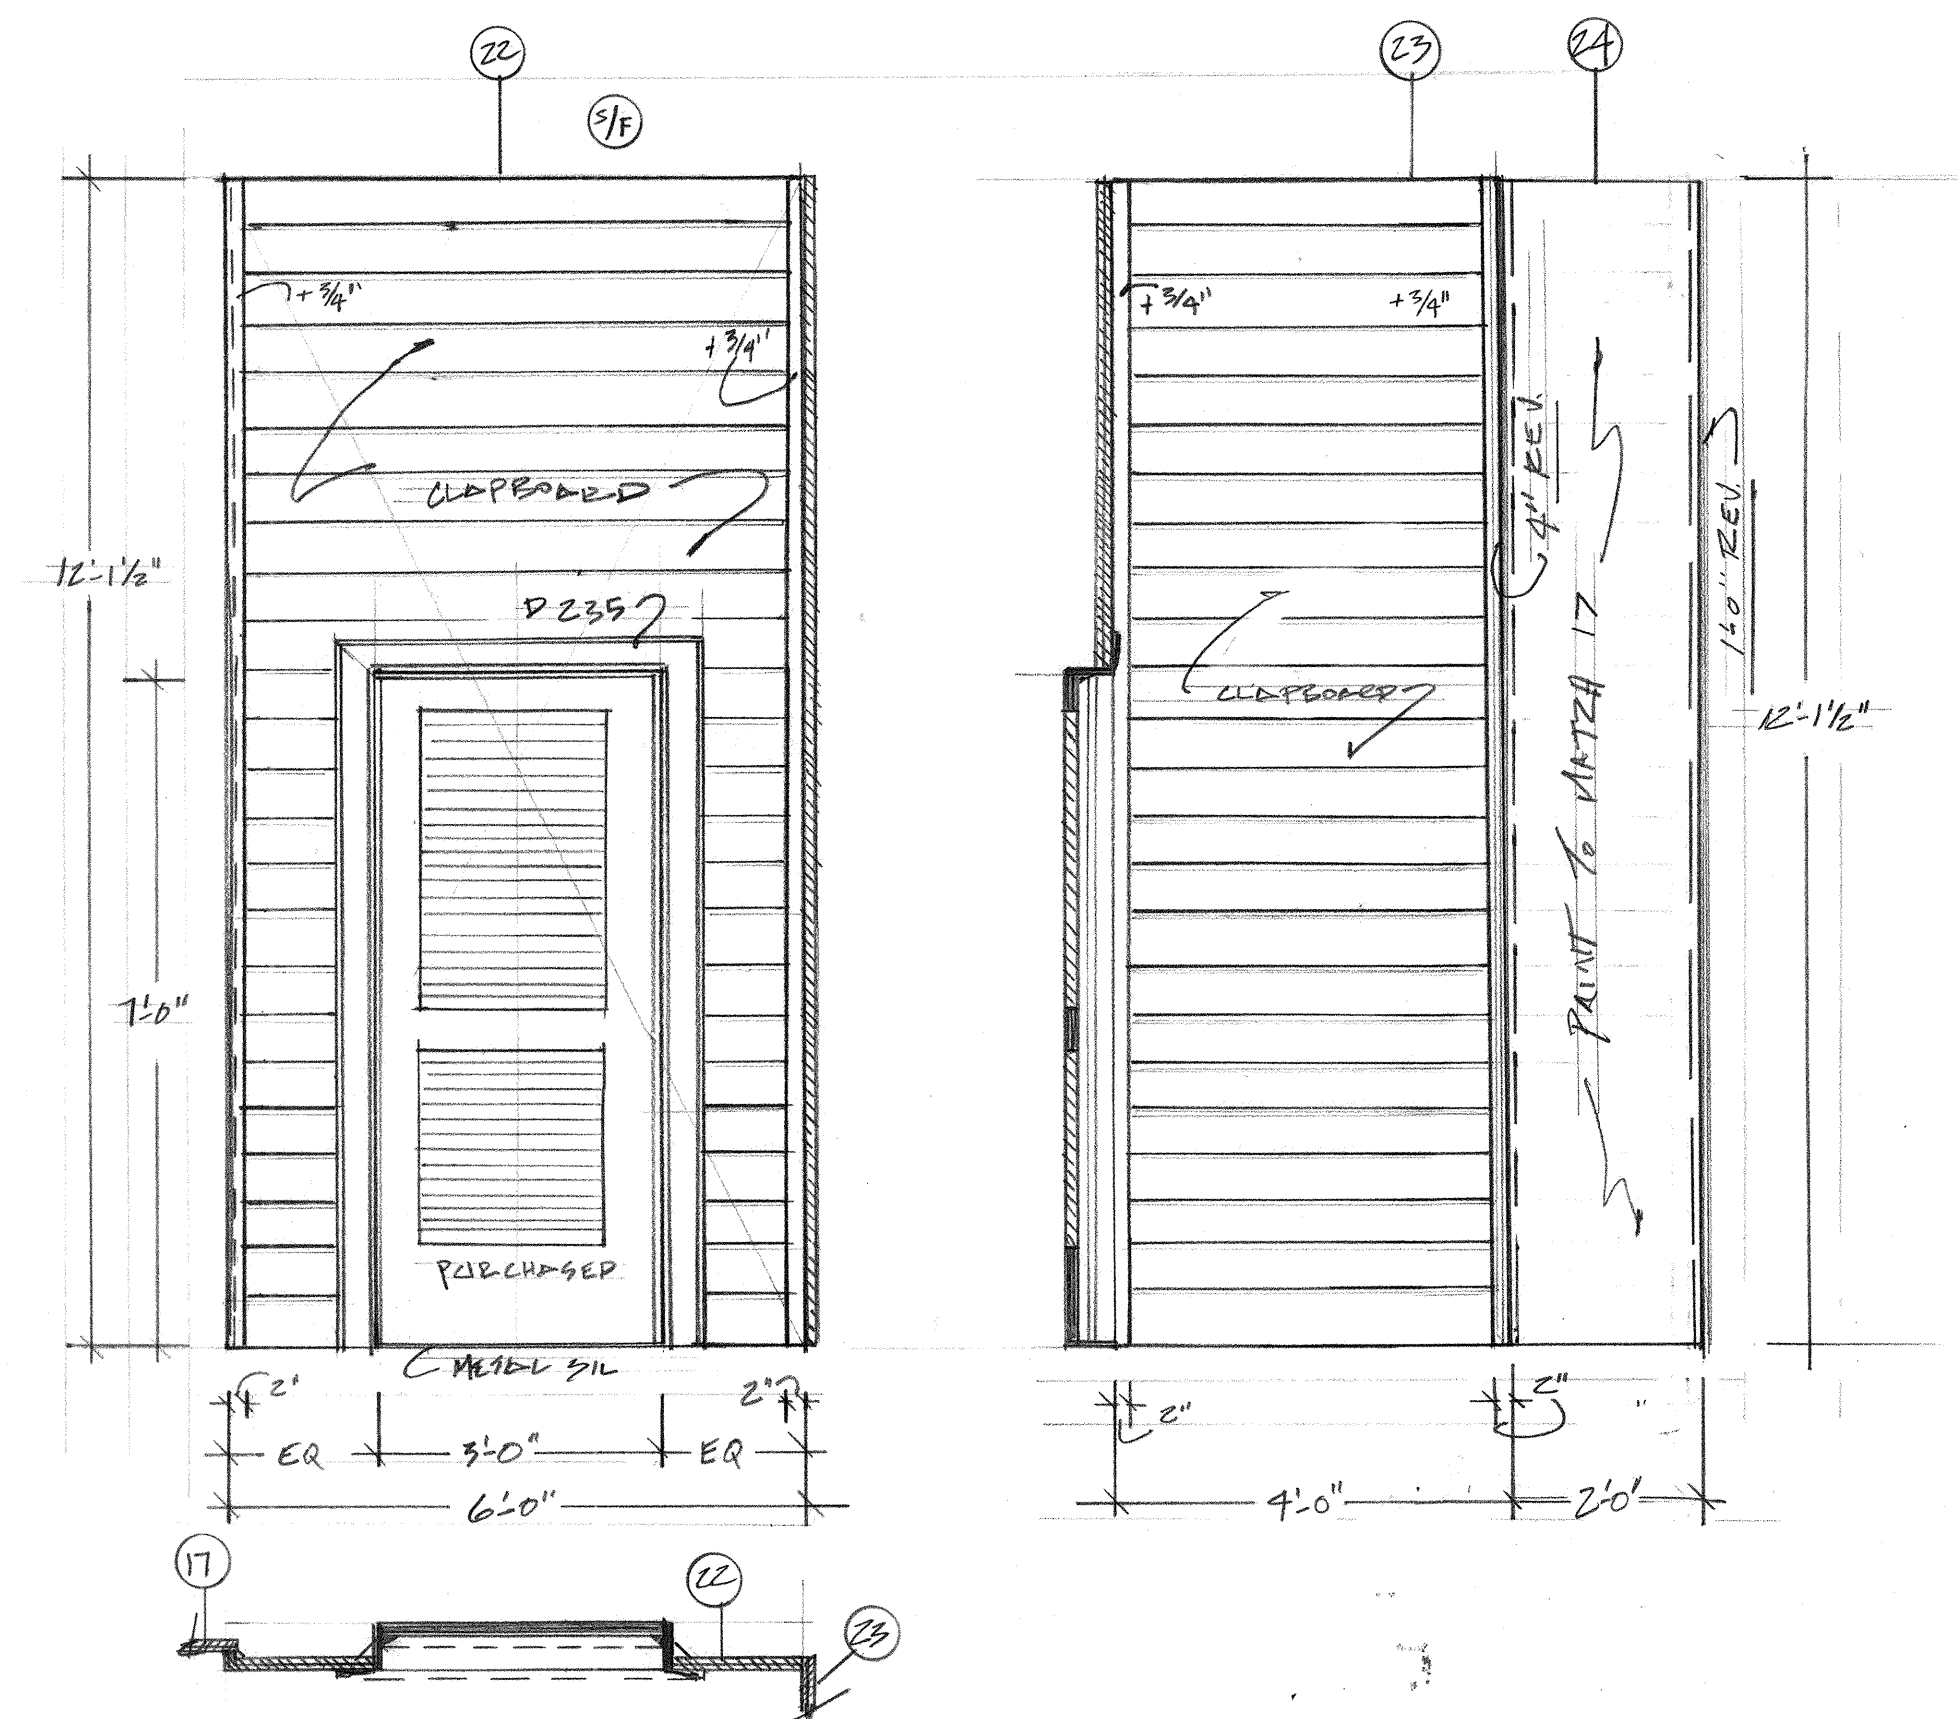 22
S/F
23
24
+3/4"
+3/4"
+3/4"
+3/4"
CLAPBOARD
4" REV.
1'-0" REV.
12'-1 1/2"
D 235
CLAPBOARD
12'-1 1/2"
PAINT TO MATCH 17
7'-0"
PURCHASED
METAL SIL
2"
2"
2"
2"
EQ
3'-0"
EQ
6'-0"
4'-0"
2'-0"
17
22
23